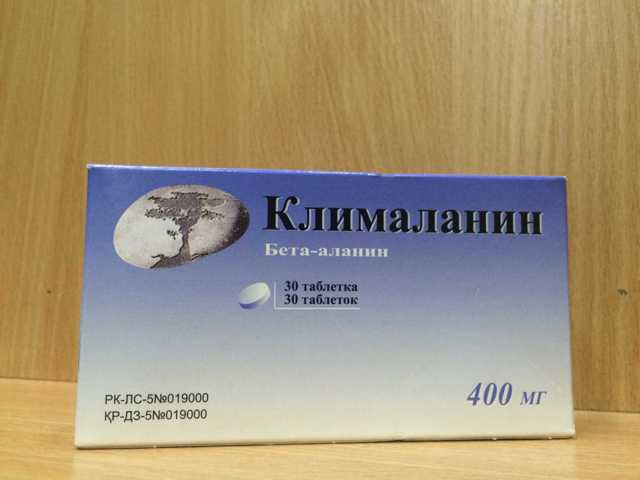 Клималанин
Бета-аланин
30 таблетка
30 таблеток
РК-ЛС-5№019000
ҚР-ДЗ-5№019000
400 мг